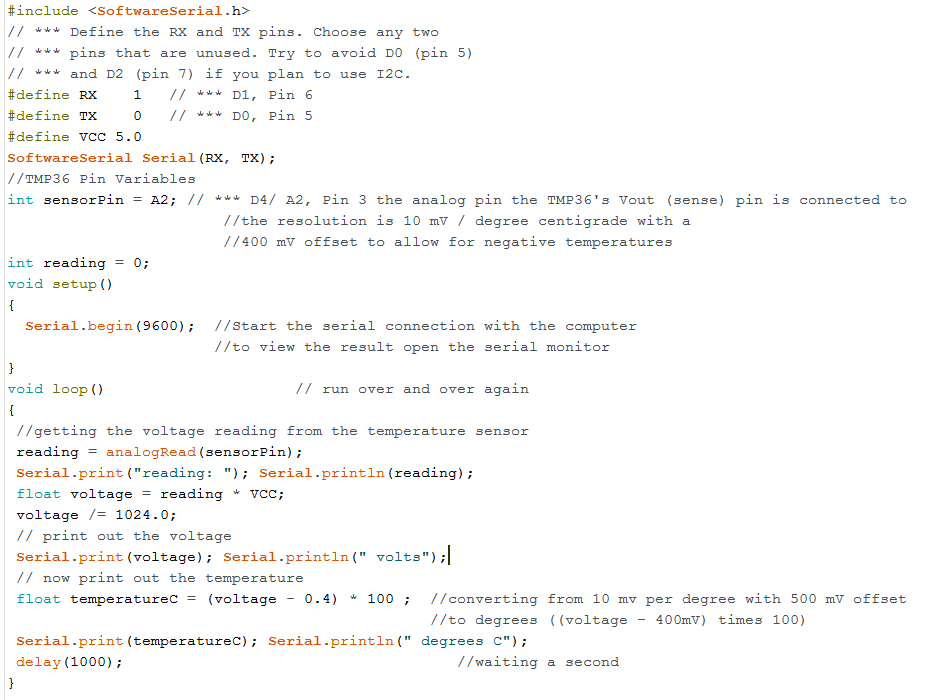 #include <SoftwareSerial.h>
// *** Define the RX and TX pins. Choose any two
// *** pins that are unused. Try to avoid D0 (pin 5)
// *** and D2 (pin 7) if you plan to use I2C.
#define RX    1   // *** D1, Pin 6
#define TX    0   // *** D0, Pin 5
#define VCC 5.0
SoftwareSerial Serial(RX, TX);
//TMP36 Pin Variables
int sensorPin = A2; // *** D4/ A2, Pin 3 the analog pin the TMP36's Vout (sense) pin is connected to
                        //the resolution is 10 mV / degree centigrade with a
                        //400 mV offset to allow for negative temperatures
int reading = 0;
void setup()
{
  Serial.begin(9600);  //Start the serial connection with the computer
                       //to view the result open the serial monitor
}
void loop()                     // run over and over again
{
 //getting the voltage reading from the temperature sensor
 reading = analogRead(sensorPin);
 Serial.print("reading: "); Serial.println(reading);
 float voltage = reading * VCC;
 voltage /= 1024.0;
 // print out the voltage
 Serial.print(voltage); Serial.println(" volts");
 // now print out the temperature
 float temperatureC = (voltage - 0.4) * 100 ;  //converting from 10 mv per degree with 500 mV offset
                                               //to degrees ((voltage - 400mV) times 100)
 Serial.print(temperatureC); Serial.println(" degrees C");
 delay(1000);                                     //waiting a second
}